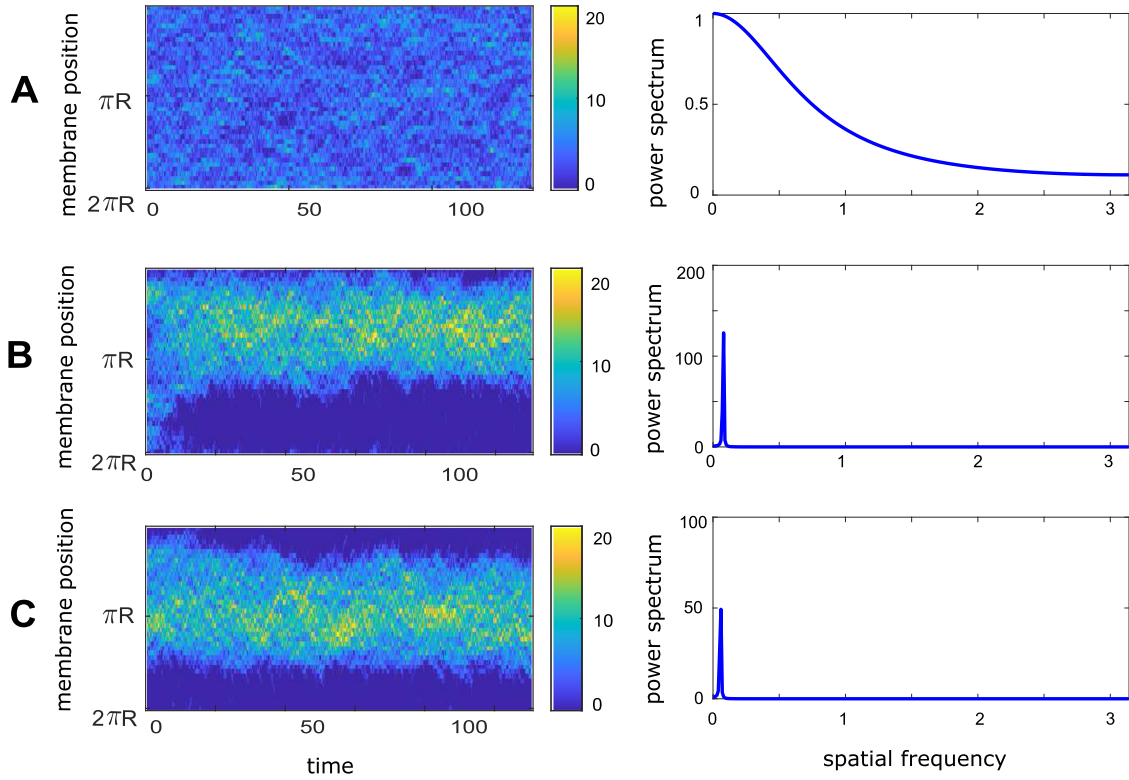 A
membrane position
πR
2πR
0 50 100
20
10
0
power spectrum
1
0.5
0
0 1 2 3
B
membrane position
πR
2πR
0 50 100
20
10
0
power spectrum
200
100
0
0 1 2 3
C
membrane position
πR
2πR
0 50 100
20
10
0
time
power spectrum
100
50
0
0 1 2 3
spatial frequency